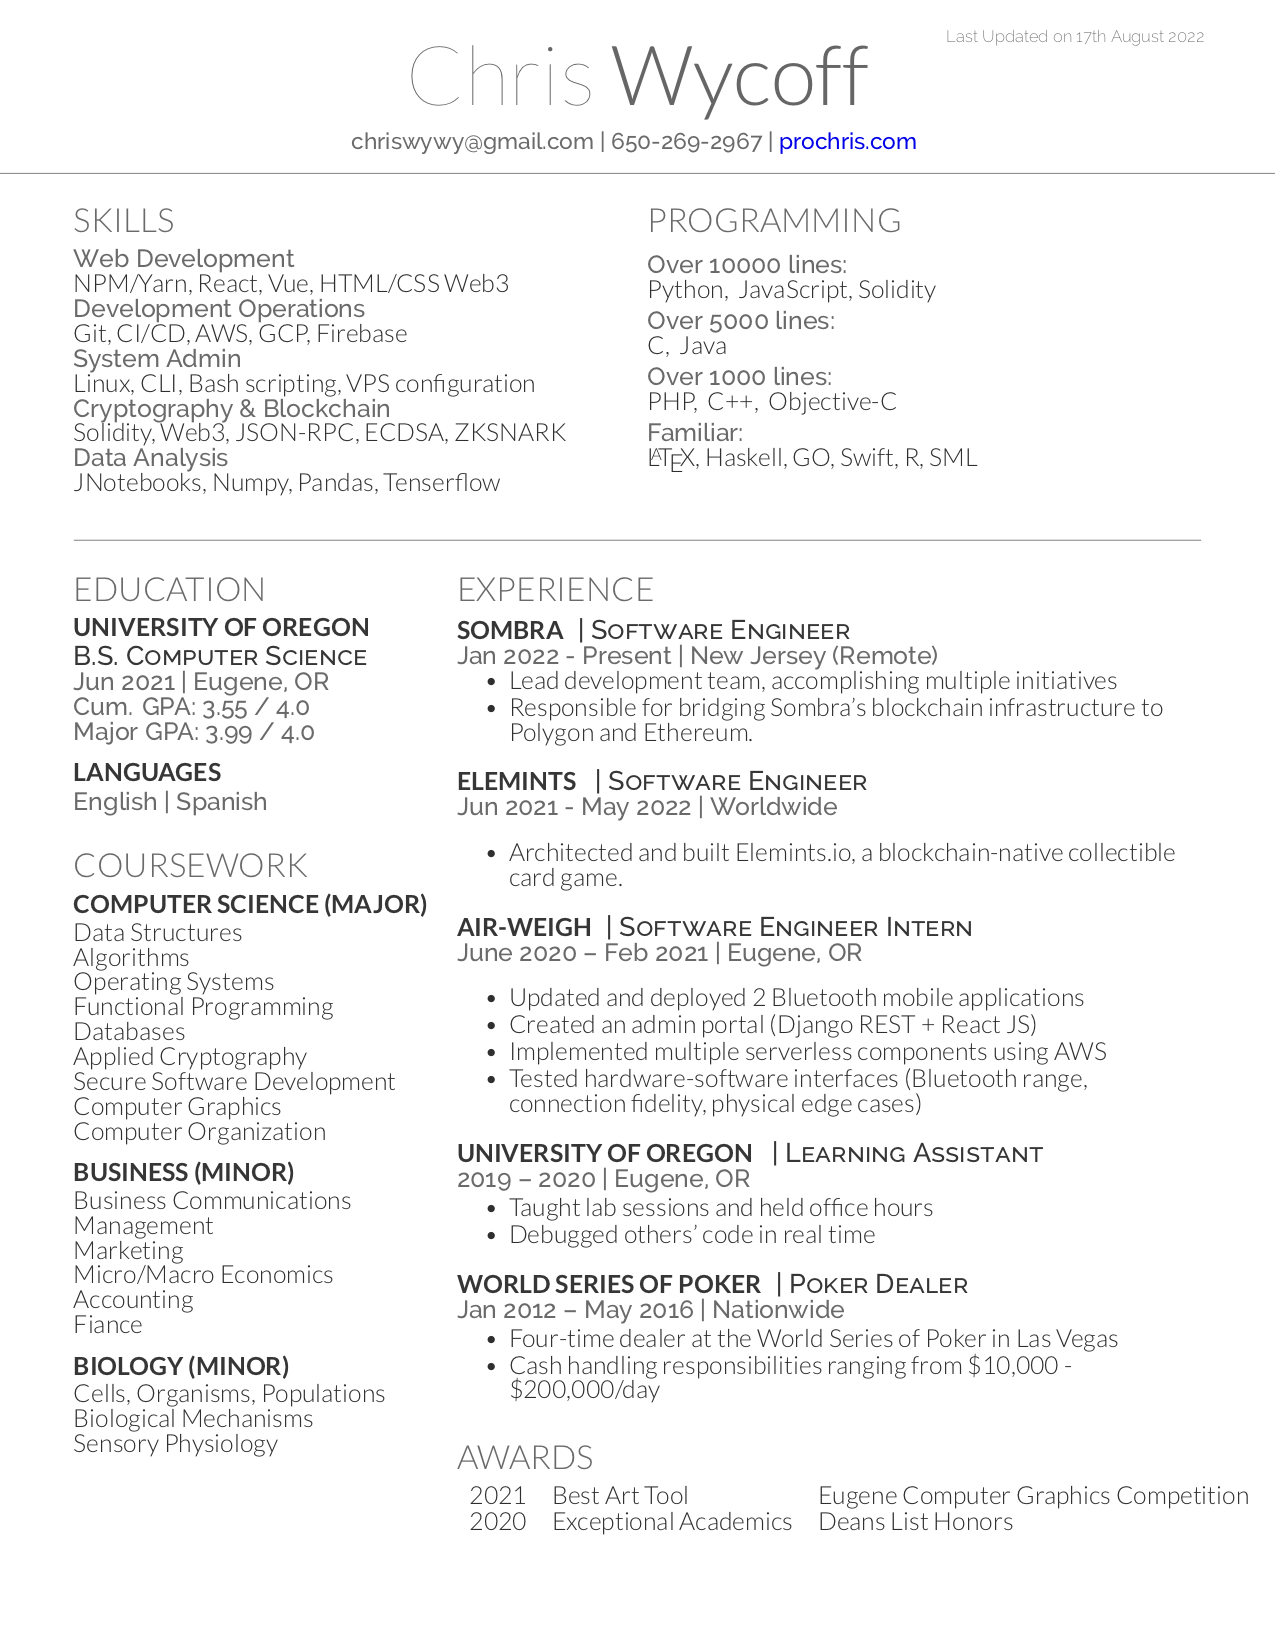 Last Updated on 17th August 2022
Chris Wycoff
chriswywy@gmail.com | 650-269-2967 | prochris.com
SKILLS
Web Development
NPM/Yarn, React, Vue, HTML/CSS Web3
Development Operations
Git, CI/CD, AWS, GCP, Firebase
System Admin
Linux, CLI, Bash scripting, VPS configuration
Cryptography & Blockchain
Solidity, Web3, JSON-RPC, ECDSA, ZKSNARK
Data Analysis
JNotebooks, Numpy, Pandas, Tenserflow
PROGRAMMING
Over 10000 lines:
Python, JavaScript, Solidity
Over 5000 lines:
C, Java
Over 1000 lines:
PHP, C++, Objective-C
Familiar:
LATEX, Haskell, GO, Swift, R, SML
EDUCATION
UNIVERSITY OF OREGON
B.S. Computer Science
Jun 2021 | Eugene, OR
Cum. GPA: 3.55 / 4.0
Major GPA: 3.99 / 4.0
LANGUAGES
English | Spanish
COURSEWORK
COMPUTER SCIENCE (MAJOR)
Data Structures
Algorithms
Operating Systems
Functional Programming
Databases
Applied Cryptography
Secure Software Development
Computer Graphics
Computer Organization
BUSINESS (MINOR)
Business Communications
Management
Marketing
Micro/Macro Economics
Accounting
Fiance
BIOLOGY (MINOR)
Cells, Organisms, Populations
Biological Mechanisms
Sensory Physiology
EXPERIENCE
SOMBRA | Software Engineer
Jan 2022 - Present | New Jersey (Remote)
• Lead development team, accomplishing multiple initiatives
• Responsible for bridging Sombra's blockchain infrastructure to
Polygon and Ethereum.
ELEMINTS | Software Engineer
Jun 2021 - May 2022 | Worldwide
• Architected and built Elemints.io, a blockchain-native collectible
card game.
AIR-WEIGH | Software Engineer Intern
June 2020 – Feb 2021 | Eugene, OR
• Updated and deployed 2 Bluetooth mobile applications
• Created an admin portal (Django REST + React JS)
• Implemented multiple serverless components using AWS
• Tested hardware-software interfaces (Bluetooth range,
connection fidelity, physical edge cases)
UNIVERSITY OF OREGON | Learning Assistant
2019 – 2020 | Eugene, OR
• Taught lab sessions and held office hours
• Debugged others' code in real time
WORLD SERIES OF POKER | Poker Dealer
Jan 2012 – May 2016 | Nationwide
• Four-time dealer at the World Series of Poker in Las Vegas
• Cash handling responsibilities ranging from $10,000 -
$200,000/day
AWARDS
2021 Best Art Tool Eugene Computer Graphics Competition
2020 Exceptional Academics Deans List Honors